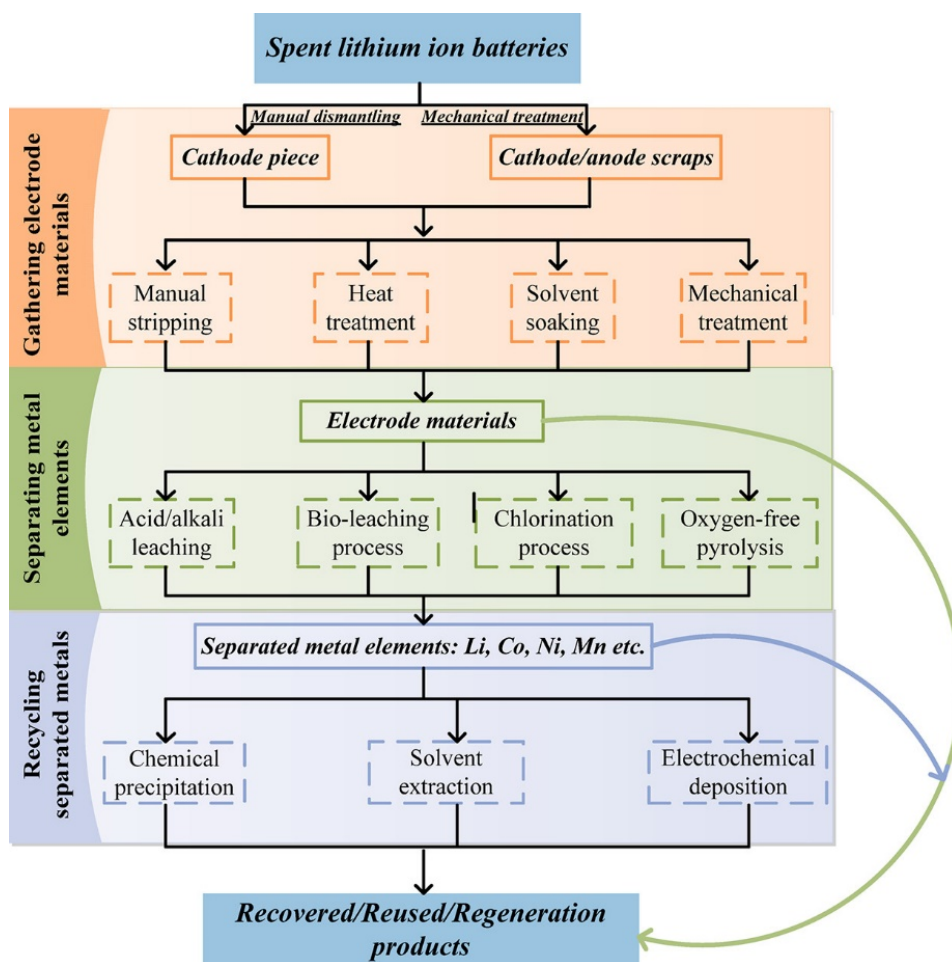 Spent lithium ion batteries
Manual dismantling
Mechanical treatment
Cathode piece
Cathode/anode scraps
Gathering electrode
materials
Manual
stripping
Heat
treatment
Solvent
soaking
Mechanical
treatment
Electrode materials
Separating metal
elements
Acid/alkali
leaching
Bio-leaching
process
Chlorination
process
Oxygen-free
pyrolysis
Separated metal elements: Li, Co, Ni, Mn etc.
Recycling
separated metals
Chemical
precipitation
Solvent
extraction
Electrochemical
deposition
Recovered/Reused/Regeneration
products